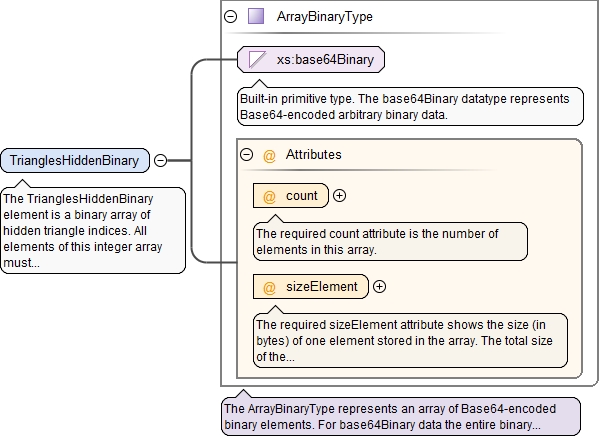 ArrayBinaryType
xs:base64Binary
Built-in primitive type. The base64Binary datatype represents
Base64-encoded arbitrary binary data.
@ Attributes
TrianglesHiddenBinary
The TrianglesHiddenBinary
element is a binary array of
hidden triangle indices. All
elements of this integer array
must...
@ count
The required count attribute is the number of
elements in this array.
@ sizeElement
The required sizeElement attribute shows the size (in
bytes) of one element stored in the array. The total size
of the...
The ArrayBinaryType represents an array of Base64-encoded
binary elements. For base64Binary data the entire binary...